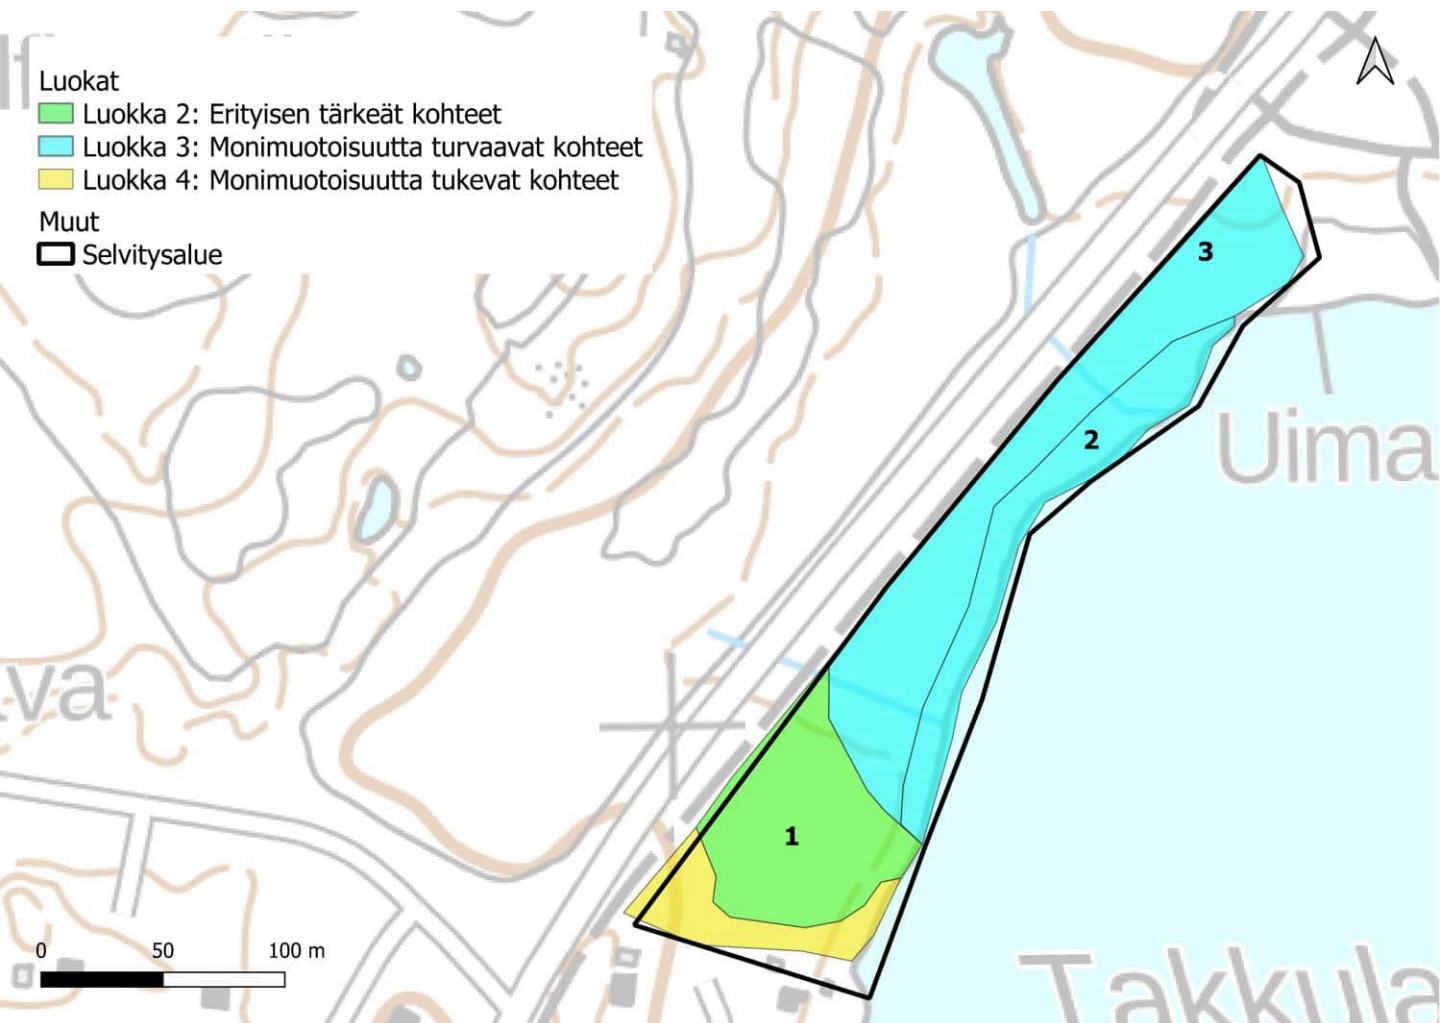 Luokat
Luokka 2: Erityisen tärkeät kohteet
Luokka 3: Monimuotoisuutta turvaavat kohteet
Luokka 4: Monimuotoisuutta tukevat kohteet
Muut
Selvitysalue
3
2
Uima
va
1
0 50 100 m
Takkula